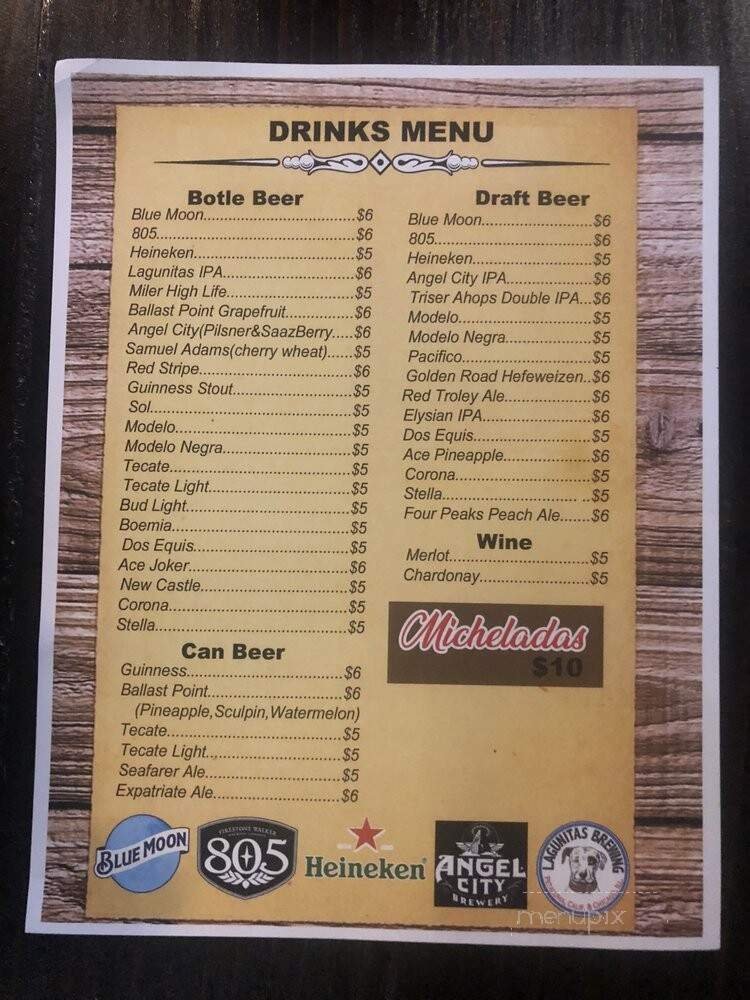 DRINKS MENU
Botle Beer
Blue Moon...................................$6
805..............................................$6
Heineken.....................................$5
Lagunitas IPA..............................$6
Miler High Life.............................$5
Ballast Point Grapefruit................$6
Angel City(Pilsner&SaazBerry.....$6
Samuel Adams(cherry wheat)......$5
Red Stripe...................................$6
Guinness Stout............................$5
Sol...............................................$5
Modelo.........................................$5
Modelo Negra..............................$5
Tecate..........................................$5
Tecate Light.................................$5
Bud Light.....................................$5
Boemia........................................$5
Dos Equis....................................$5
Ace Joker....................................$6
New Castle..................................$5
Corona.........................................$5
Stella............................................$5
Can Beer
Guinness.....................................$6
Ballast Point................................$6
(Pineapple,Sculpin,Watermelon)
Tecate.........................................$5
Tecate Light................................$5
Seafarer Ale................................$5
Expatriate Ale..............................$6
Draft Beer
Blue Moon..........................$6
805.....................................$6
Heineken............................$5
Angel City IPA.....................$6
Triser Ahops Double IPA...$6
Modelo................................$5
Modelo Negra.....................$5
Pacifico...............................$5
Golden Road Hefeweizen..$6
Red Troley Ale....................$6
Elysian IPA.........................$6
Dos Equis...........................$5
Ace Pineapple....................$6
Corona................................$5
Stella...................................$5
Four Peaks Peach Ale.......$6
Wine
Merlot..................................$5
Chardonay..........................$5
Micheladas
$10
BLUE MOON
FIRESTONE WALKER
805
Heineken
ANGEL
CITY
BREWERY
LAGUNITAS BREWING
menupix